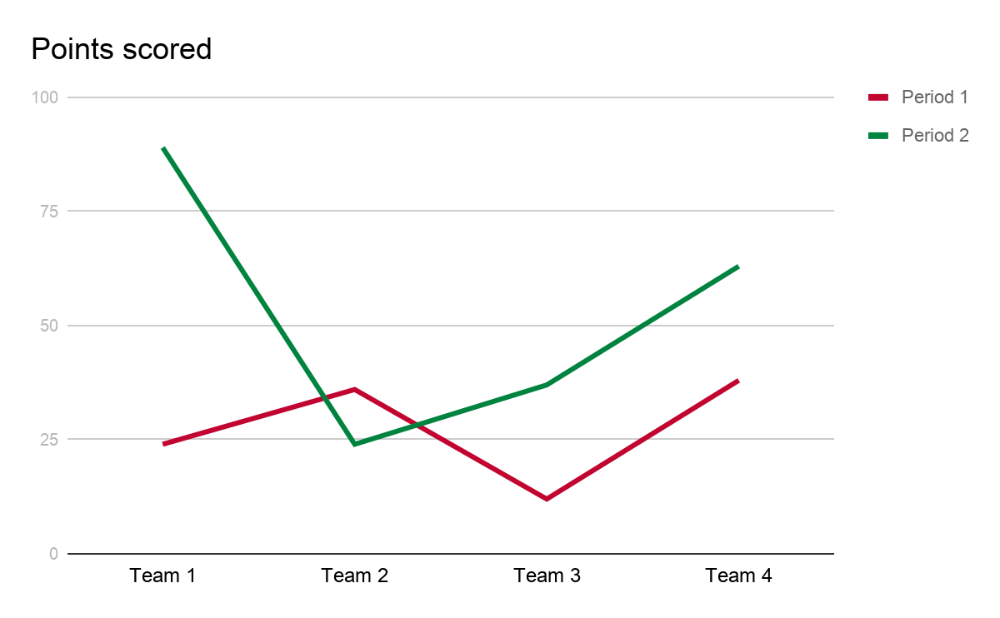 Points scored
100
75
50
25
0
Team 1
Team 2
Team 3
Team 4
Period 1
Period 2